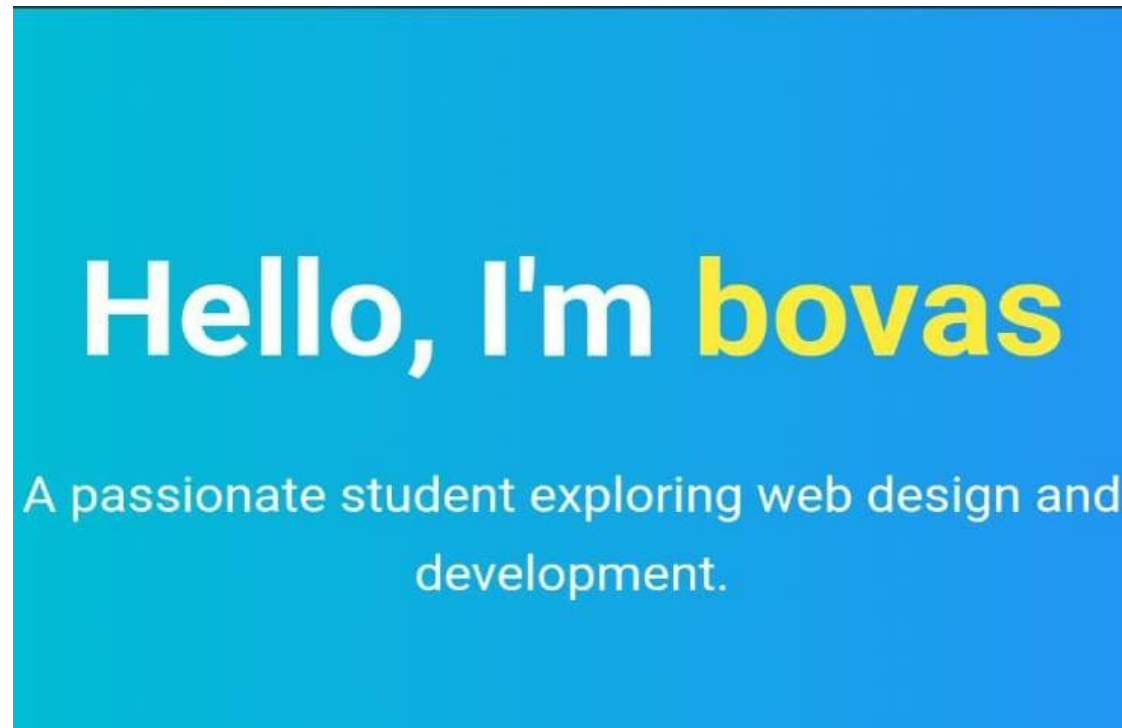 Hello, I'm bovas
A passionate student exploring web design and
development.